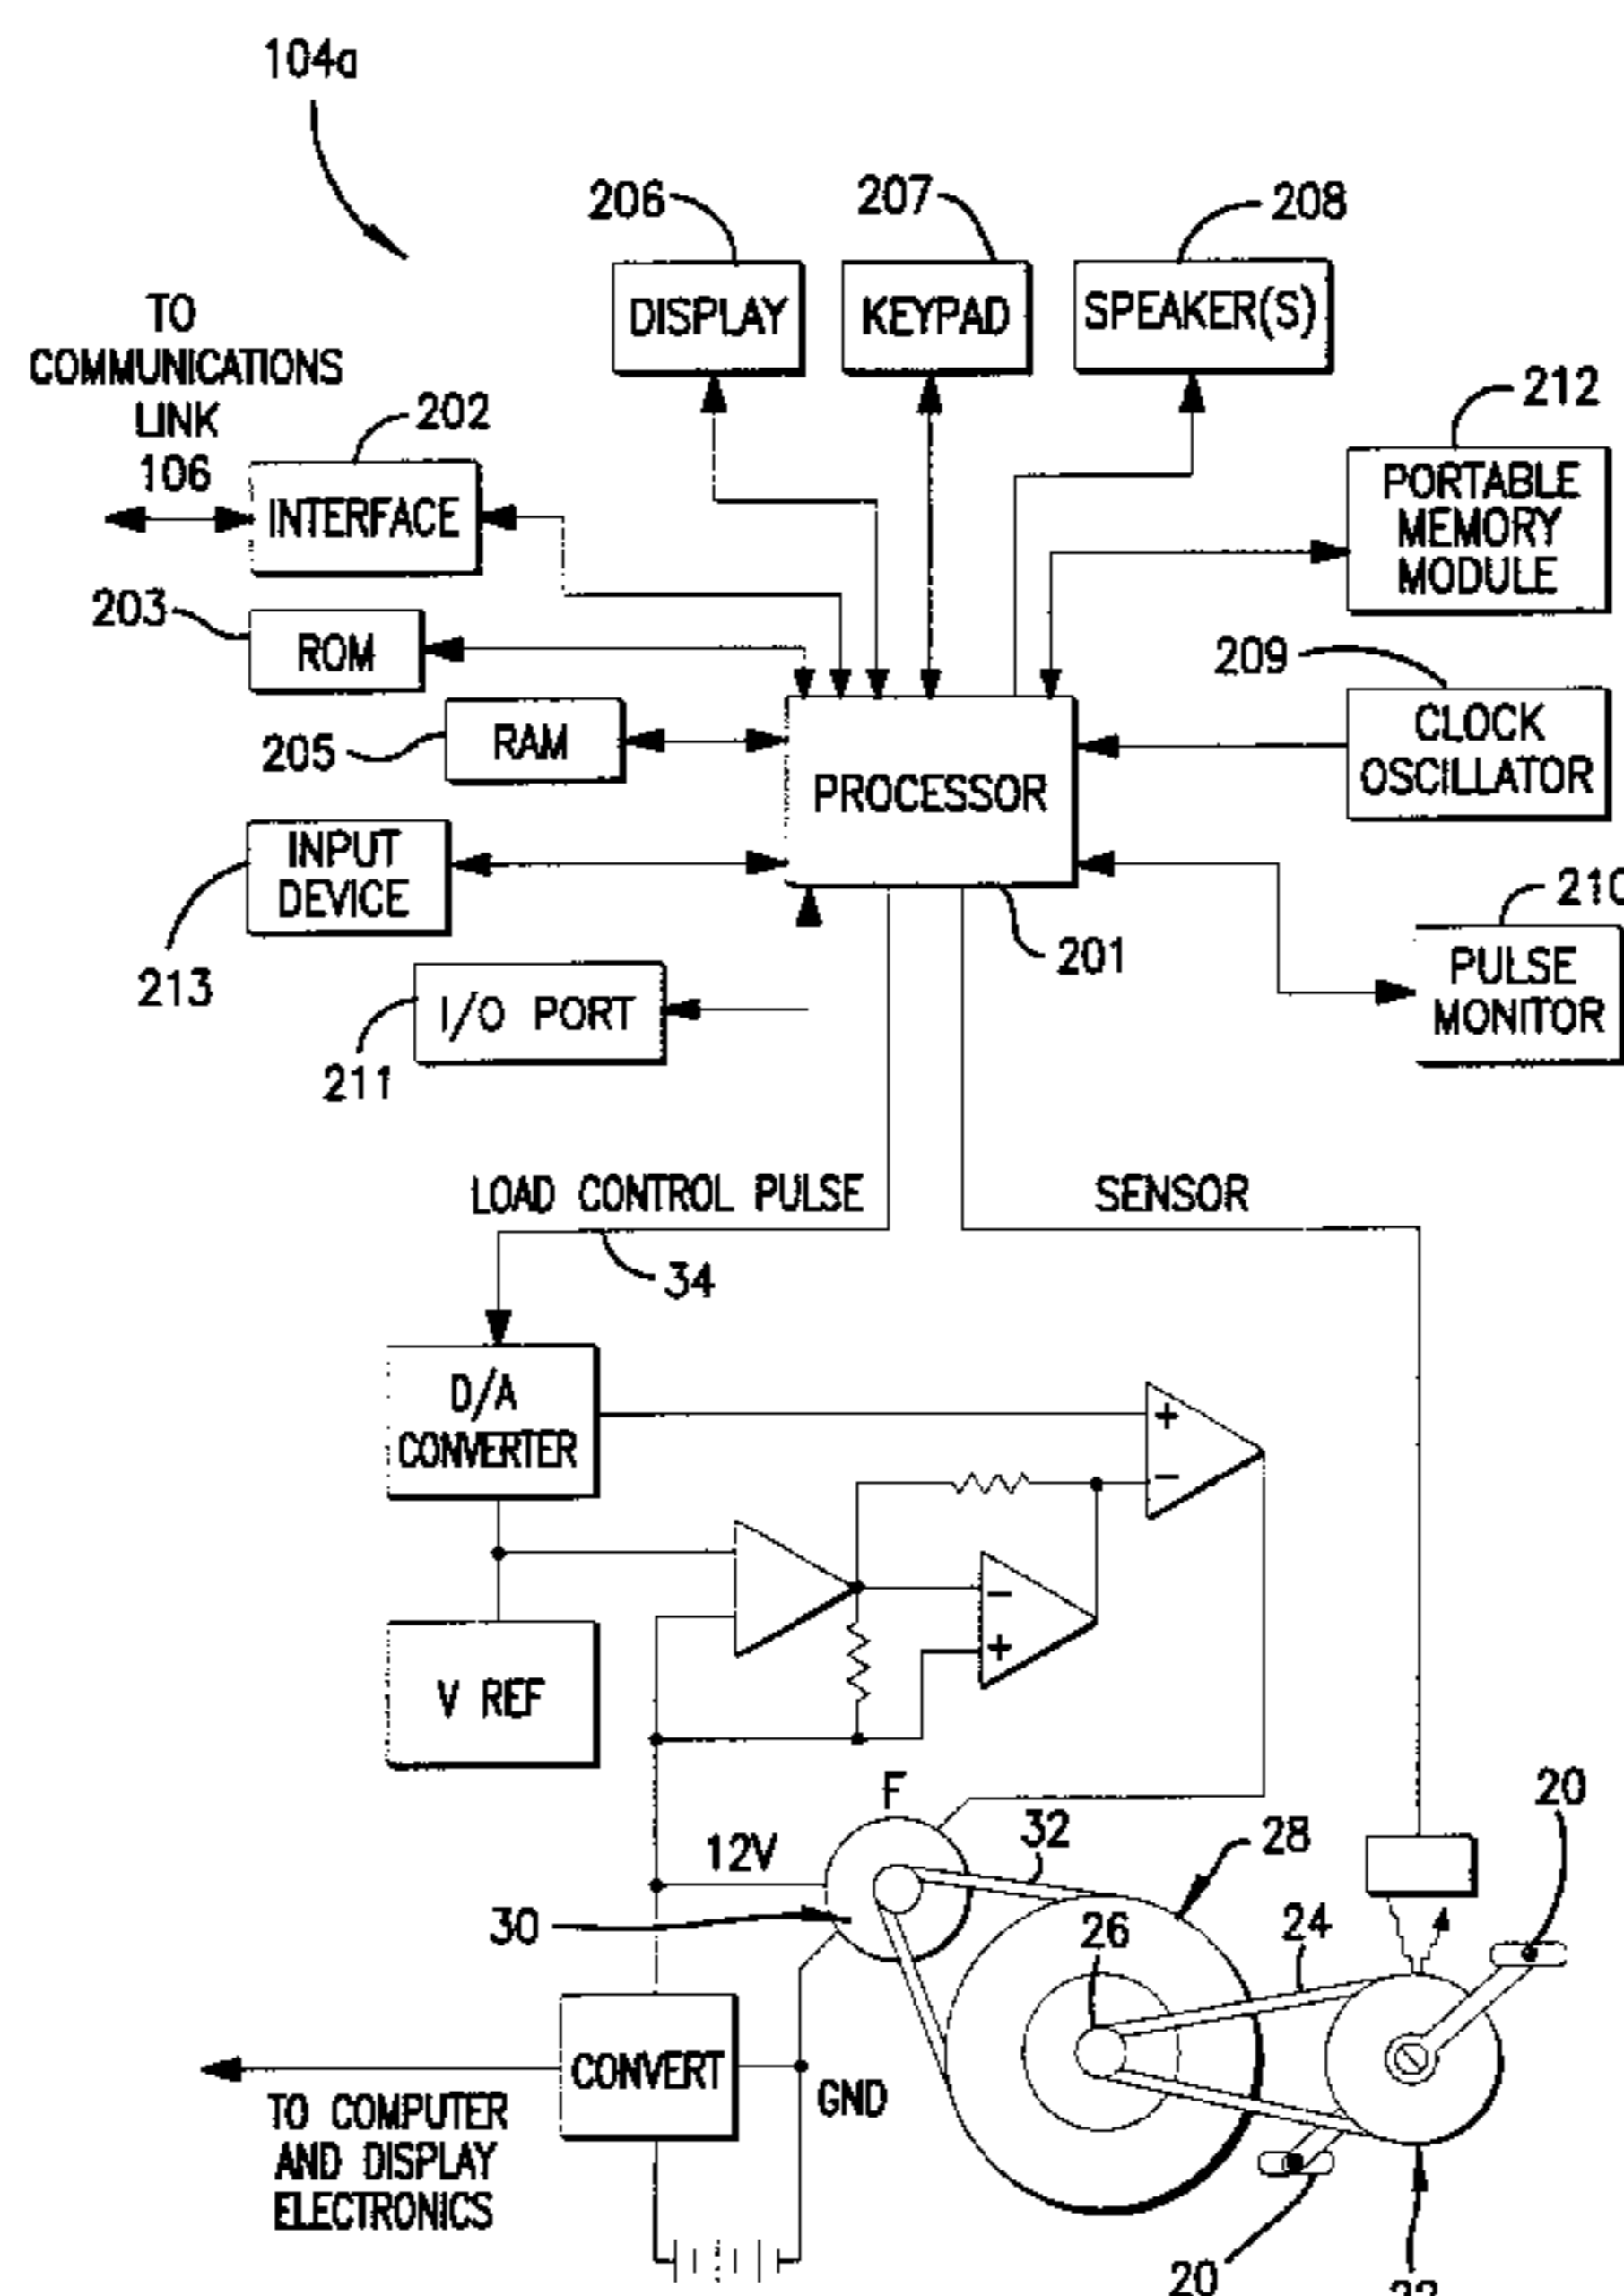 104a
206
207
208
DISPLAY
KEYPAD
SPEAKER(S)
TO
COMMUNICATIONS
LINK
106
202
INTERFACE
212
PORTABLE
MEMORY
MODULE
203
ROM
209
CLOCK
OSCILLATOR
205
RAM
PROCESSOR
INPUT
DEVICE
213
201
210
PULSE
MONITOR
I/O PORT
211
LOAD CONTROL PULSE
SENSOR
34
D/A
CONVERTER
+
−
−
+
V REF
F
20
12V
32
28
30
26
24
CONVERT
GND
TO COMPUTER
AND DISPLAY
ELECTRONICS
20